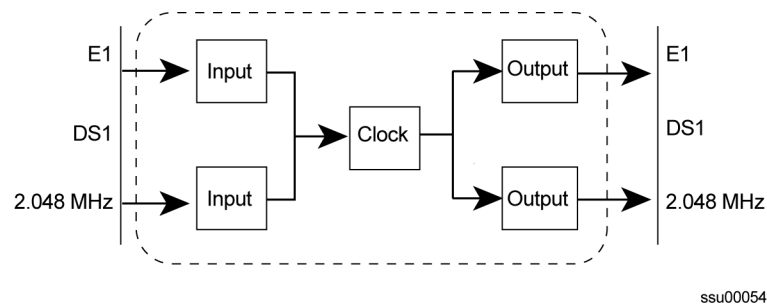 E1
DS1
2.048 MHz
Input
Input
Clock
Output
Output
E1
DS1
2.048 MHz
ssu00054